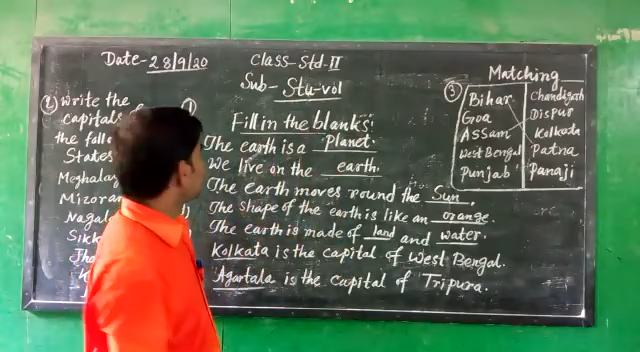 Date- 28/9/20
Class- Std-II
Sub- Stu-vol
② Write the
capitals
the
States
Mizoram
①
Fill in the blanks:
The earth is a Planet.
We live on the earth.
The earth moves round the Sun.
The shape of the earth is like an orange.
The earth is made of land and water.
Kolkata is the capital of West Bengal.
Agartala is the capital of Tripura.
Matching
③
Bihar Chandigarh
Goa Dispur
Assam Kolkata
West Bengal Patna
Punjab Panaji